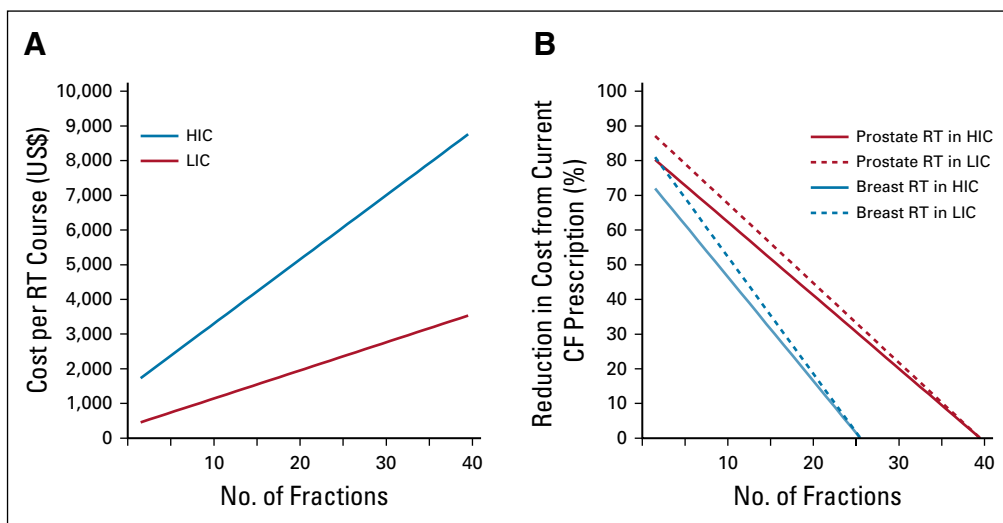 A
Cost per RT Course (US$)
10,000
9,000
8,000
7,000
6,000
5,000
4,000
3,000
2,000
1,000
0
HIC
LIC
10
20
30
40
No. of Fractions
B
Reduction in Cost from Current
CF Prescription (%)
100
90
80
70
60
50
40
30
20
10
0
Prostate RT in HIC
Prostate RT in LIC
Breast RT in HIC
Breast RT in LIC
10
20
30
40
No. of Fractions